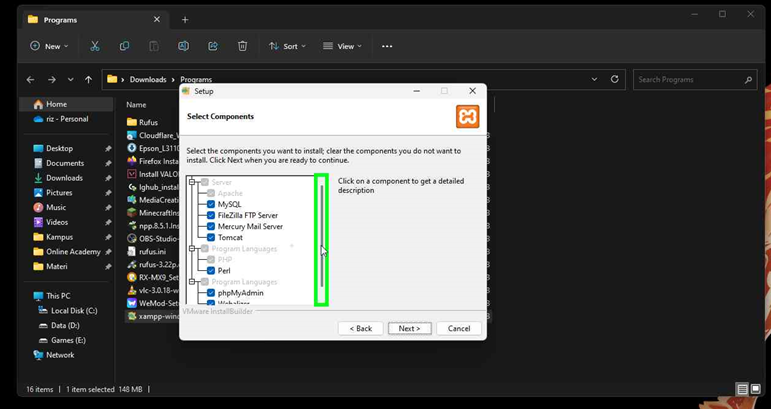 Programs
New
Sort
View
Downloads
Programs
Search Programs
Home
riz - Personal
Desktop
Documents
Downloads
Pictures
Music
Videos
Kampus
Online Academy
Materi
This PC
Local Disk (C:)
Data (D:)
Games (E:)
Network
Name
Rufus
Cloudflare_W
Epson_L3110
Firefox Insta
Install VALO
lghub_instal
MediaCreati
MinecraftIns
npp.8.5.1.Ins
OBS-Studio-
rufus.ini
rufus-3.22p.
RX-MX9_Set
vlc-3.0.18-w
WeMod-Set
xampp-wind
Setup
Select Components
Select the components you want to install; clear the components you do not want to
install. Click Next when you are ready to continue.
Server
Apache
MySQL
FileZilla FTP Server
Mercury Mail Server
Tomcat
Program Languages
PHP
Perl
Program Languages
phpMyAdmin
Webalizer
Click on a component to get a detailed
description
VMware InstallBuilder
< Back
Next >
Cancel
16 items
1 item selected 148 MB